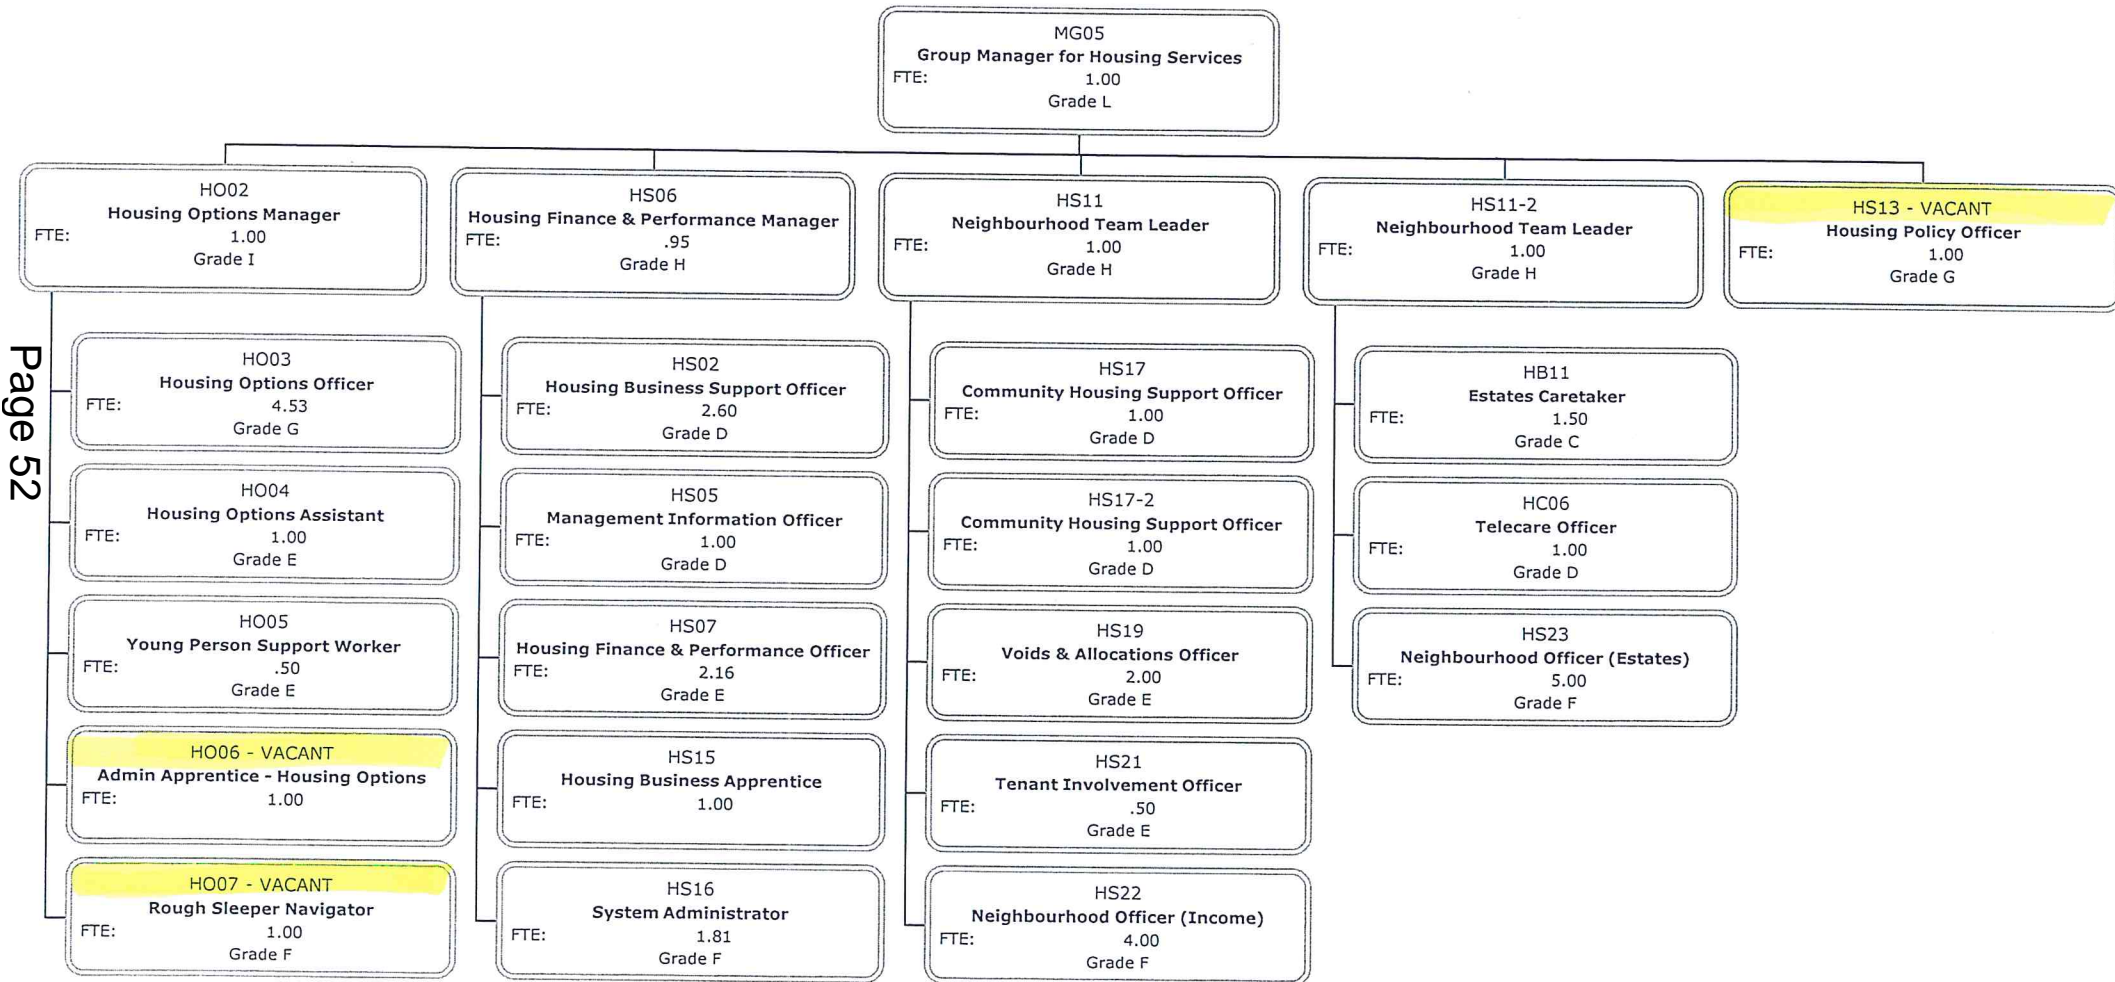 MG05
Group Manager for Housing Services
FTE: 1.00
Grade L
HO02
Housing Options Manager
FTE: 1.00
Grade I
HS06
Housing Finance & Performance Manager
FTE: .95
Grade H
HS11
Neighbourhood Team Leader
FTE: 1.00
Grade H
HS11-2
Neighbourhood Team Leader
FTE: 1.00
Grade H
HS13 - VACANT
Housing Policy Officer
FTE: 1.00
Grade G
HO03
Housing Options Officer
FTE: 4.53
Grade G
HO04
Housing Options Assistant
FTE: 1.00
Grade E
HO05
Young Person Support Worker
FTE: .50
Grade E
HO06 - VACANT
Admin Apprentice - Housing Options
FTE: 1.00
HO07 - VACANT
Rough Sleeper Navigator
FTE: 1.00
Grade F
HS02
Housing Business Support Officer
FTE: 2.60
Grade D
HS05
Management Information Officer
FTE: 1.00
Grade D
HS07
Housing Finance & Performance Officer
FTE: 2.16
Grade E
HS15
Housing Business Apprentice
FTE: 1.00
HS16
System Administrator
FTE: 1.81
Grade F
HS17
Community Housing Support Officer
FTE: 1.00
Grade D
HS17-2
Community Housing Support Officer
FTE: 1.00
Grade D
HS19
Voids & Allocations Officer
FTE: 2.00
Grade E
HS21
Tenant Involvement Officer
FTE: .50
Grade E
HS22
Neighbourhood Officer (Income)
FTE: 4.00
Grade F
HB11
Estates Caretaker
FTE: 1.50
Grade C
HC06
Telecare Officer
FTE: 1.00
Grade D
HS23
Neighbourhood Officer (Estates)
FTE: 5.00
Grade F
Page 52